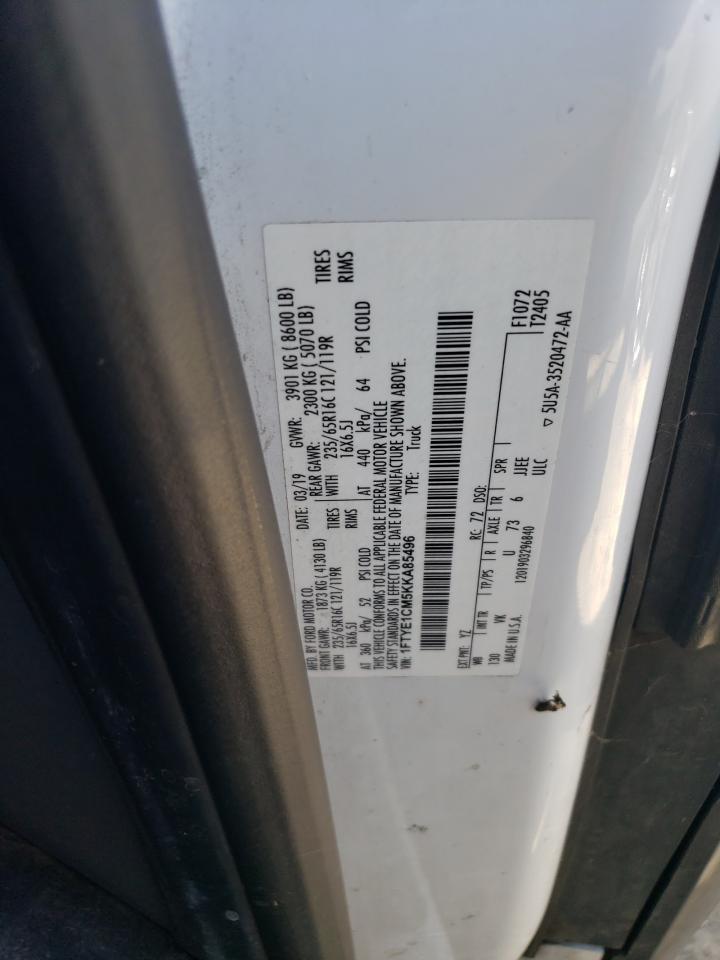 MFD. BY FORD MOTOR CO.
DATE: 03/19 GVWR: 3901 KG ( 8600 LB)
FRONT GAWR: 1873 KG ( 4130 LB) REAR GAWR: 2300 KG ( 5070 LB)
WITH 235/65R16C 121/119R TIRES WITH 235/65R16C 121/119R TIRES
16X6.5J RIMS 16X6.5J RIMS
AT 360 kPa/ 52 PSI COLD AT 440 kPa/ 64 PSI COLD
THIS VEHICLE CONFORMS TO ALL APPLICABLE FEDERAL MOTOR VEHICLE
SAFETY STANDARDS IN EFFECT ON THE DATE OF MANUFACTURE SHOWN ABOVE.
VIN: 1FTYE1CM5KKA85496 TYPE: Truck
EXT PNT: YZ RC: 72 DSO: F1072
WB INT TR TP/PS R AXLE TR SPR T2405
130 VK U 73 6 JJEE
MADE IN U.S.A. 1201903296840 ULC
▽ 5U5A-3520472-AA